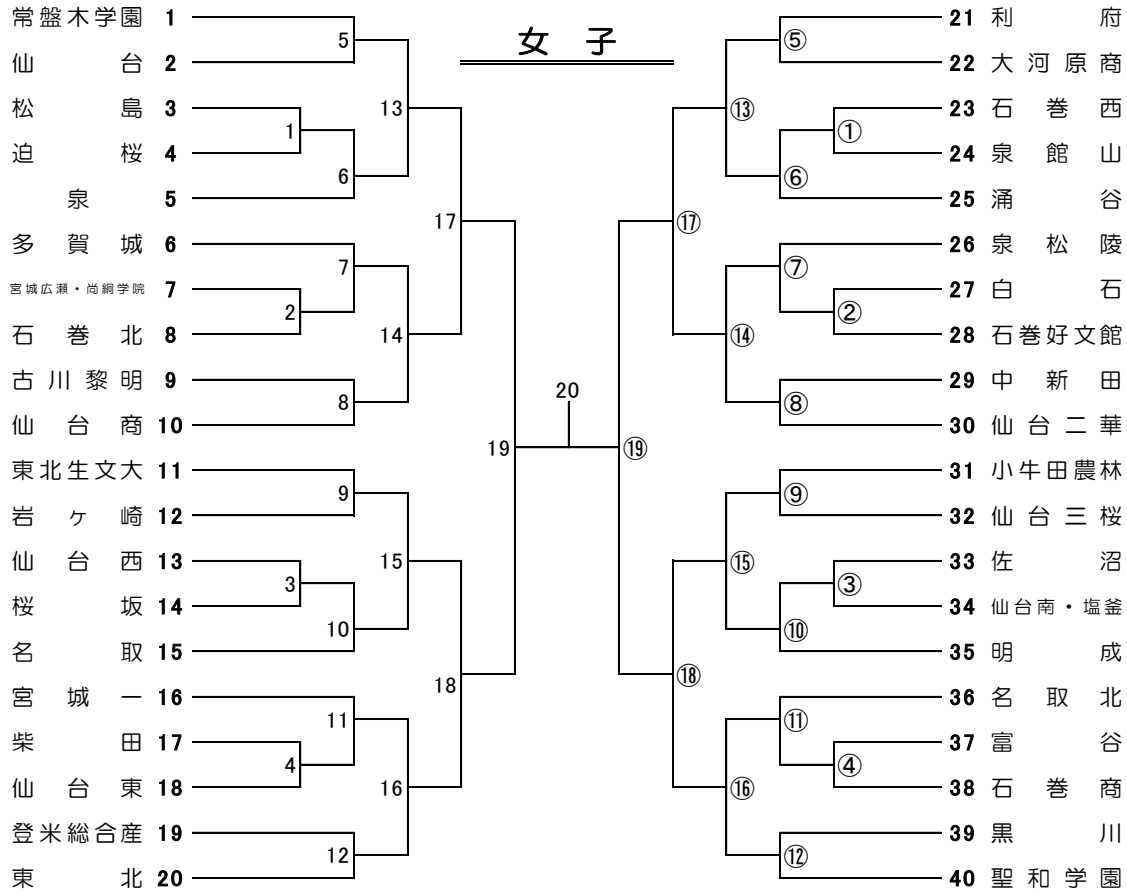 女子
常盤木学園 1
5
仙台 2
松島 3
13
1
迫桜 4
6
泉 5
17
多賀城 6
7
宮城広瀬・尚絅学院 7
2
石巻北 8
14
古川黎明 9
8
仙台商 10
19
東北生文大 11
9
岩ヶ崎 12
仙台西 13
15
3
桜坂 14
10
名取 15
18
宮城一 16
11
柴田 17
4
仙台東 18
16
登米総合産 19
12
東北 20
20
21 利府
⑤
22 大河原商
23 石巻西
⑬
①
24 泉館山
⑥
25 涌谷
⑰
26 泉松陵
⑦
27 白石
②
28 石巻好文館
⑭
29 中新田
⑧
30 仙台二華
⑲
31 小牛田農林
⑨
32 仙台三桜
33 佐沼
⑮
③
34 仙台南・塩釜
⑩
35 明成
⑱
36 名取北
⑪
37 富谷
④
38 石巻商
⑯
39 黒川
⑫
40 聖和学園